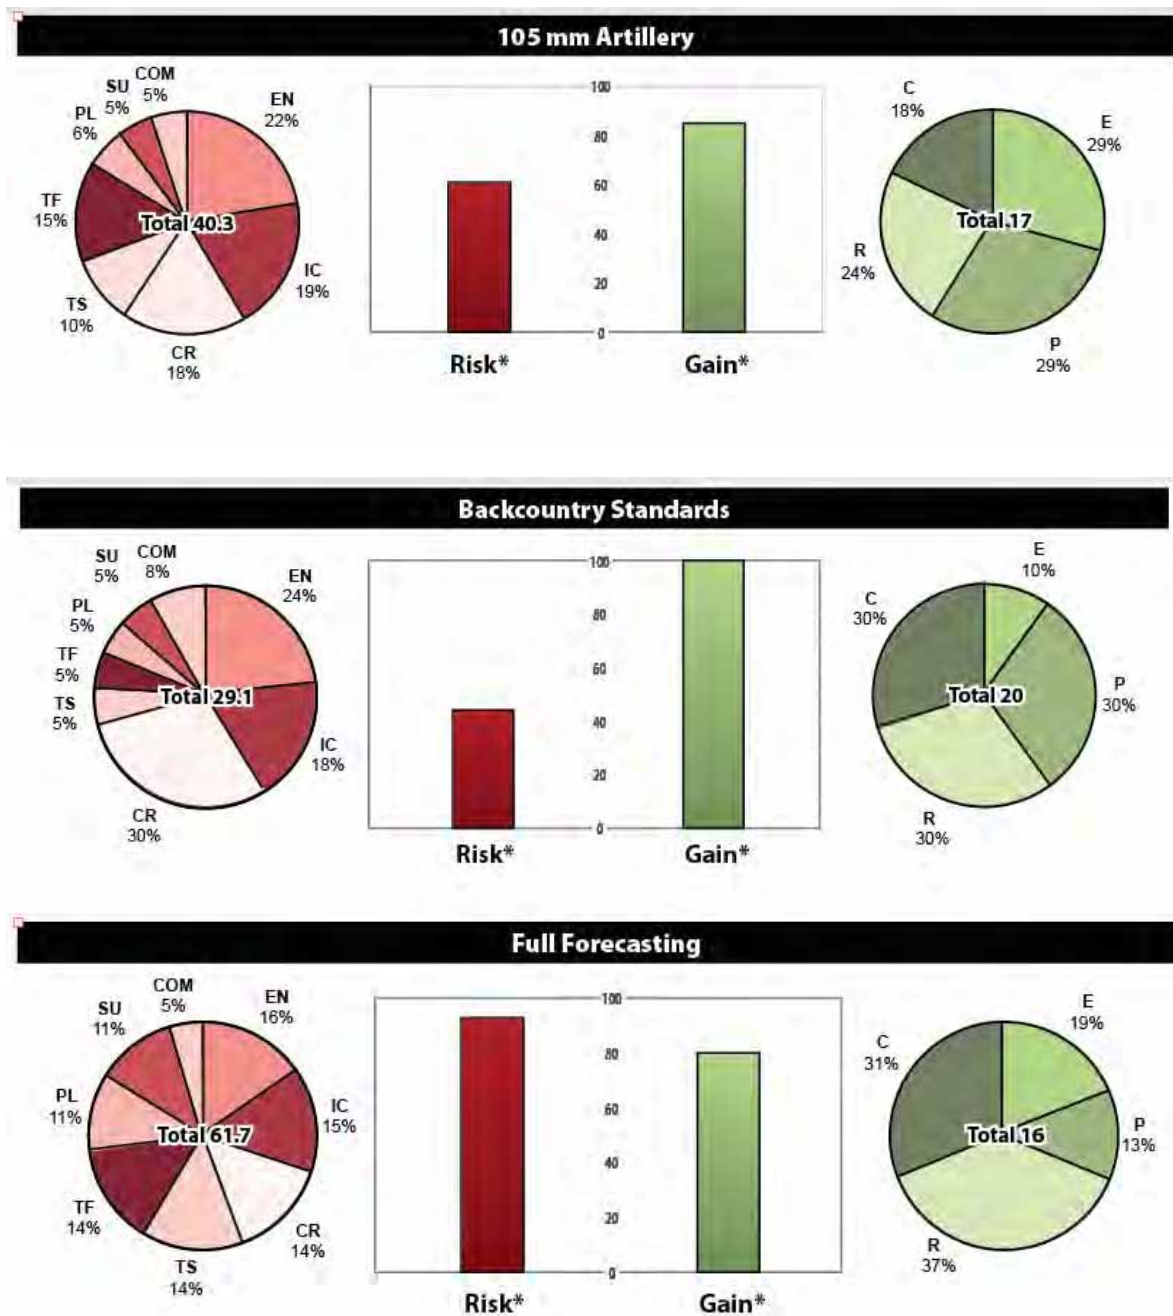 105 mm Artillery
COM
5%
SU
5%
PL
6%
TF
15%
TS
10%
CR
18%
IC
19%
EN
22%
Total 40.3
100
80
60
40
20
0
Risk*
Gain*
C
18%
E
29%
R
24%
P
29%
Total 17
Backcountry Standards
SU
5%
COM
8%
EN
24%
PL
5%
TF
5%
TS
5%
CR
30%
IC
18%
Total 29.1
100
80
60
40
20
0
Risk*
Gain*
E
10%
C
30%
P
30%
R
30%
Total 20
Full Forecasting
COM
5%
SU
11%
EN
16%
PL
11%
IC
15%
TF
14%
TS
14%
CR
14%
Total 61.7
100
80
60
40
20
0
Risk*
Gain*
C
31%
E
19%
P
13%
R
37%
Total 16